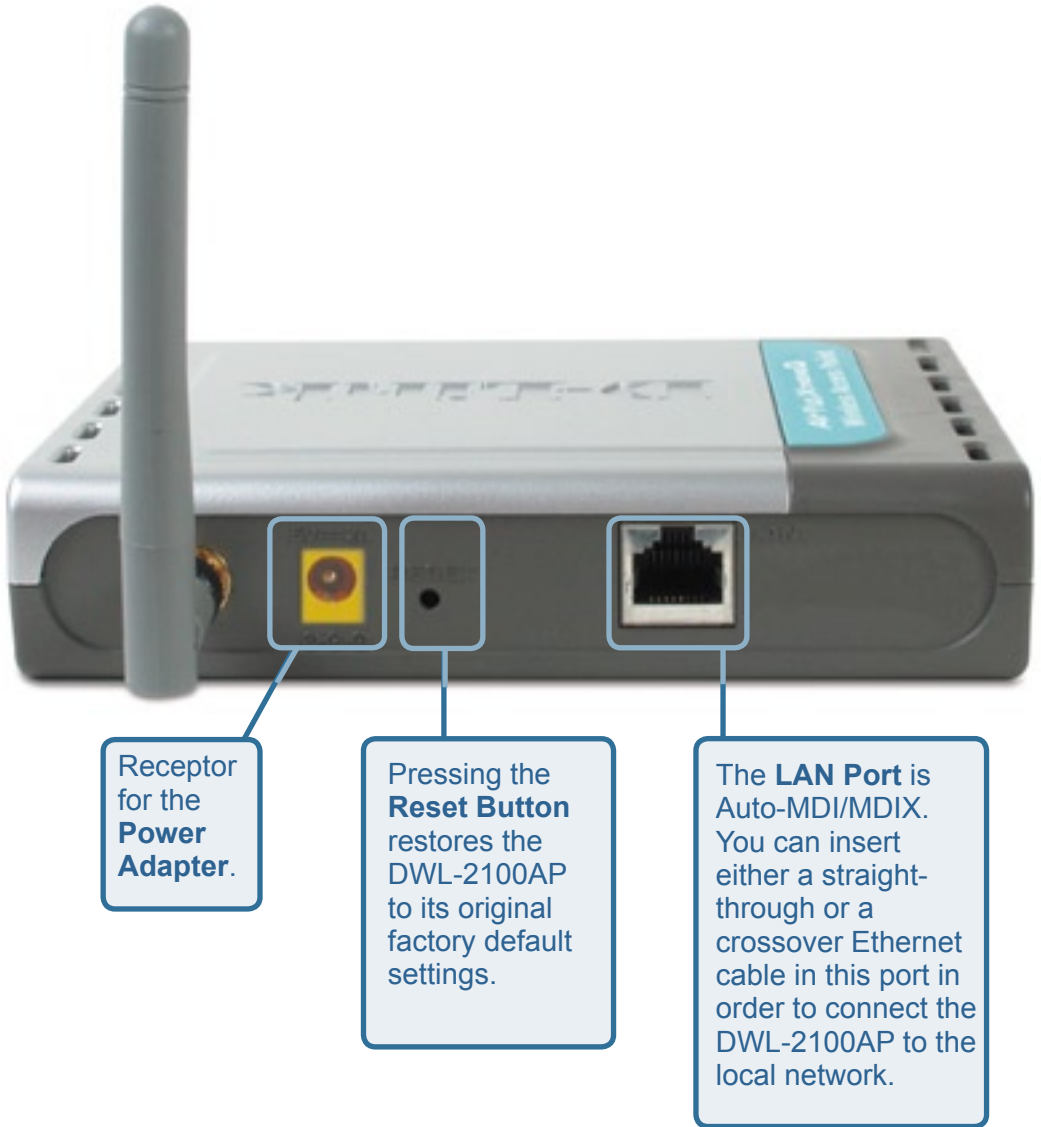 Receptor
for the
Power
Adapter.
Pressing the
Reset Button
restores the
DWL-2100AP
to its original
factory default
settings.
The LAN Port is
Auto-MDI/MDIX.
You can insert
either a straight-
through or a
crossover Ethernet
cable in this port in
order to connect the
DWL-2100AP to the
local network.